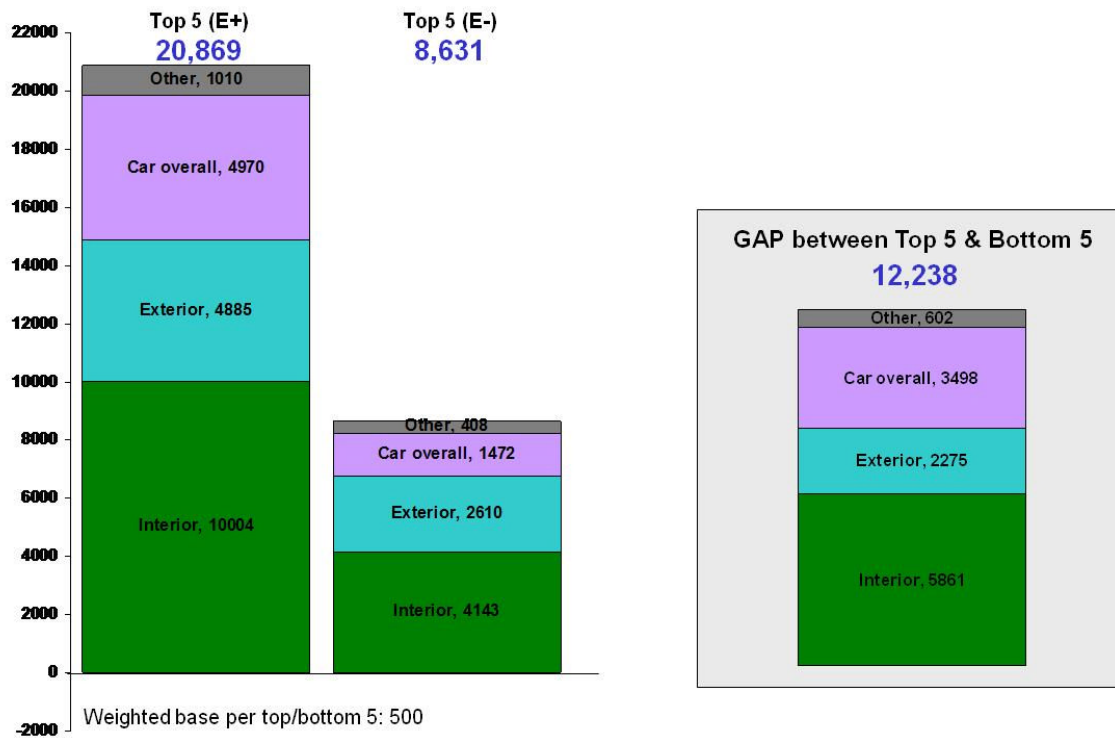 Top 5 (E+)
20,869
Top 5 (E-)
8,631
22000
20000
18000
16000
14000
12000
10000
8000
6000
4000
2000
0
-2000
Other, 1010
Car overall, 4970
Exterior, 4885
Interior, 10004
Other, 408
Car overall, 1472
Exterior, 2610
Interior, 4143
Weighted base per top/bottom 5: 500
GAP between Top 5 & Bottom 5
12,238
Other, 602
Car overall, 3498
Exterior, 2275
Interior, 5861